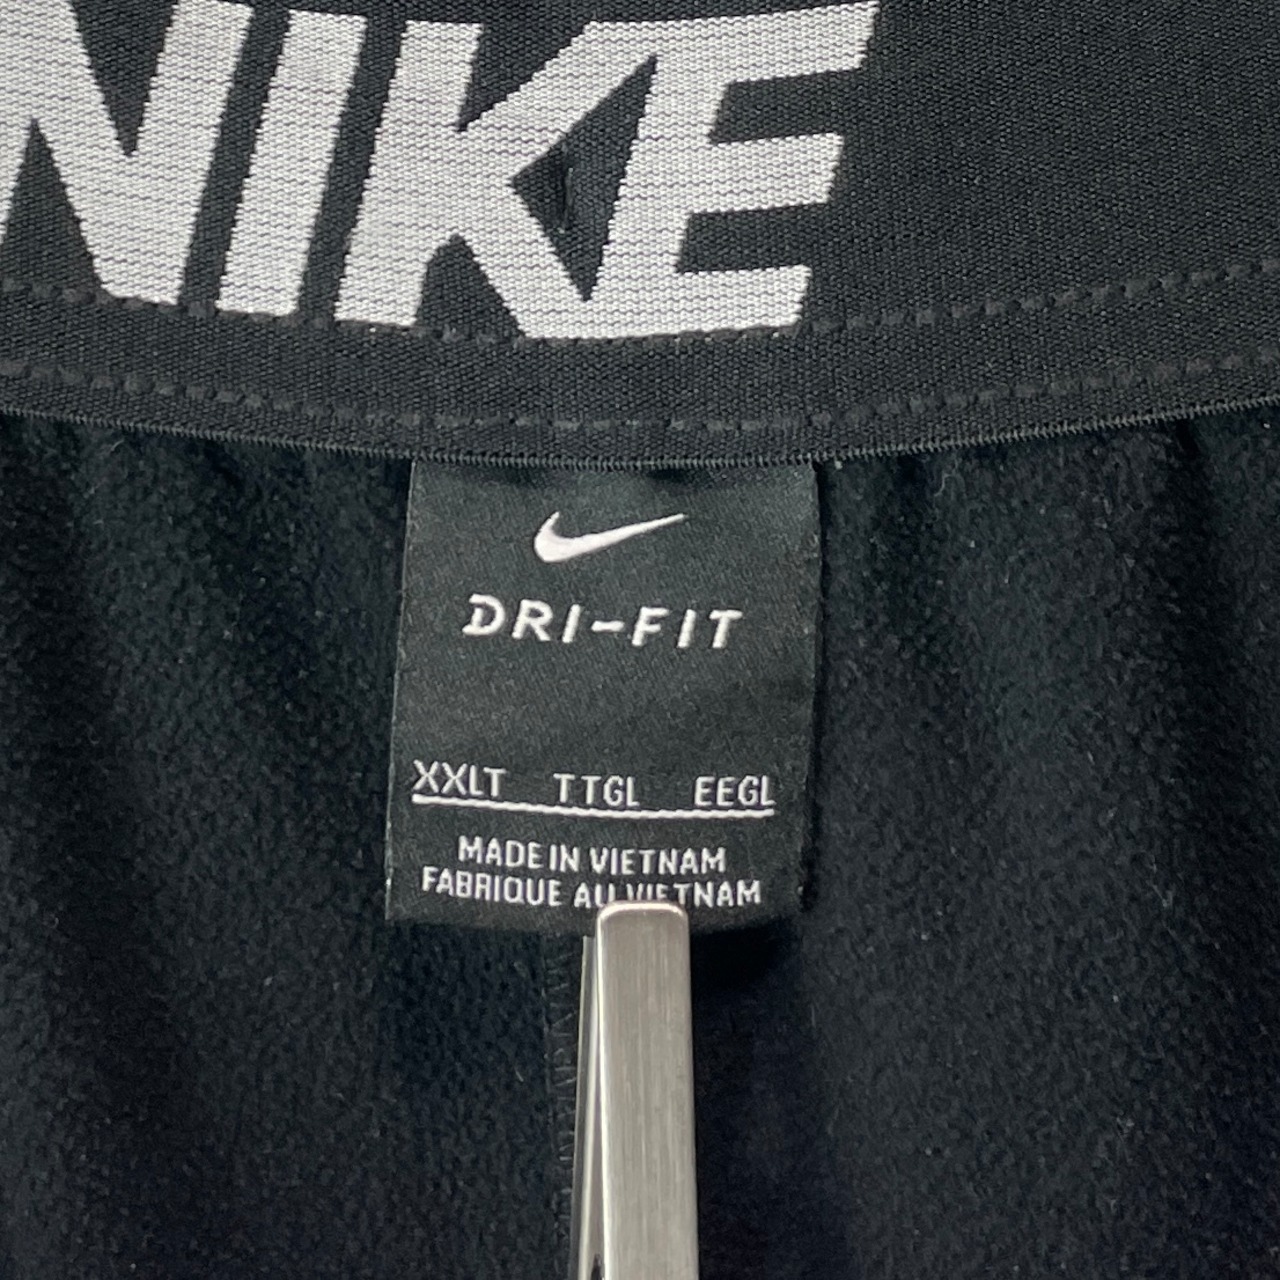 NIKE
DRI-FIT
XXLT TTGL EEGL
MADE IN VIETNAM
FABRIQUE AU VIETNAM